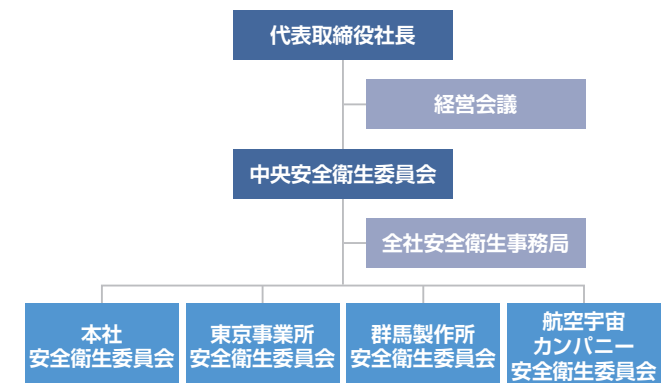 代表取締役社長
経営会議
中央安全衛生委員会
全社安全衛生事務局
本社
安全衛生委員会
東京事業所
安全衛生委員会
群馬製作所
安全衛生委員会
航空宇宙
カンパニー
安全衛生委員会